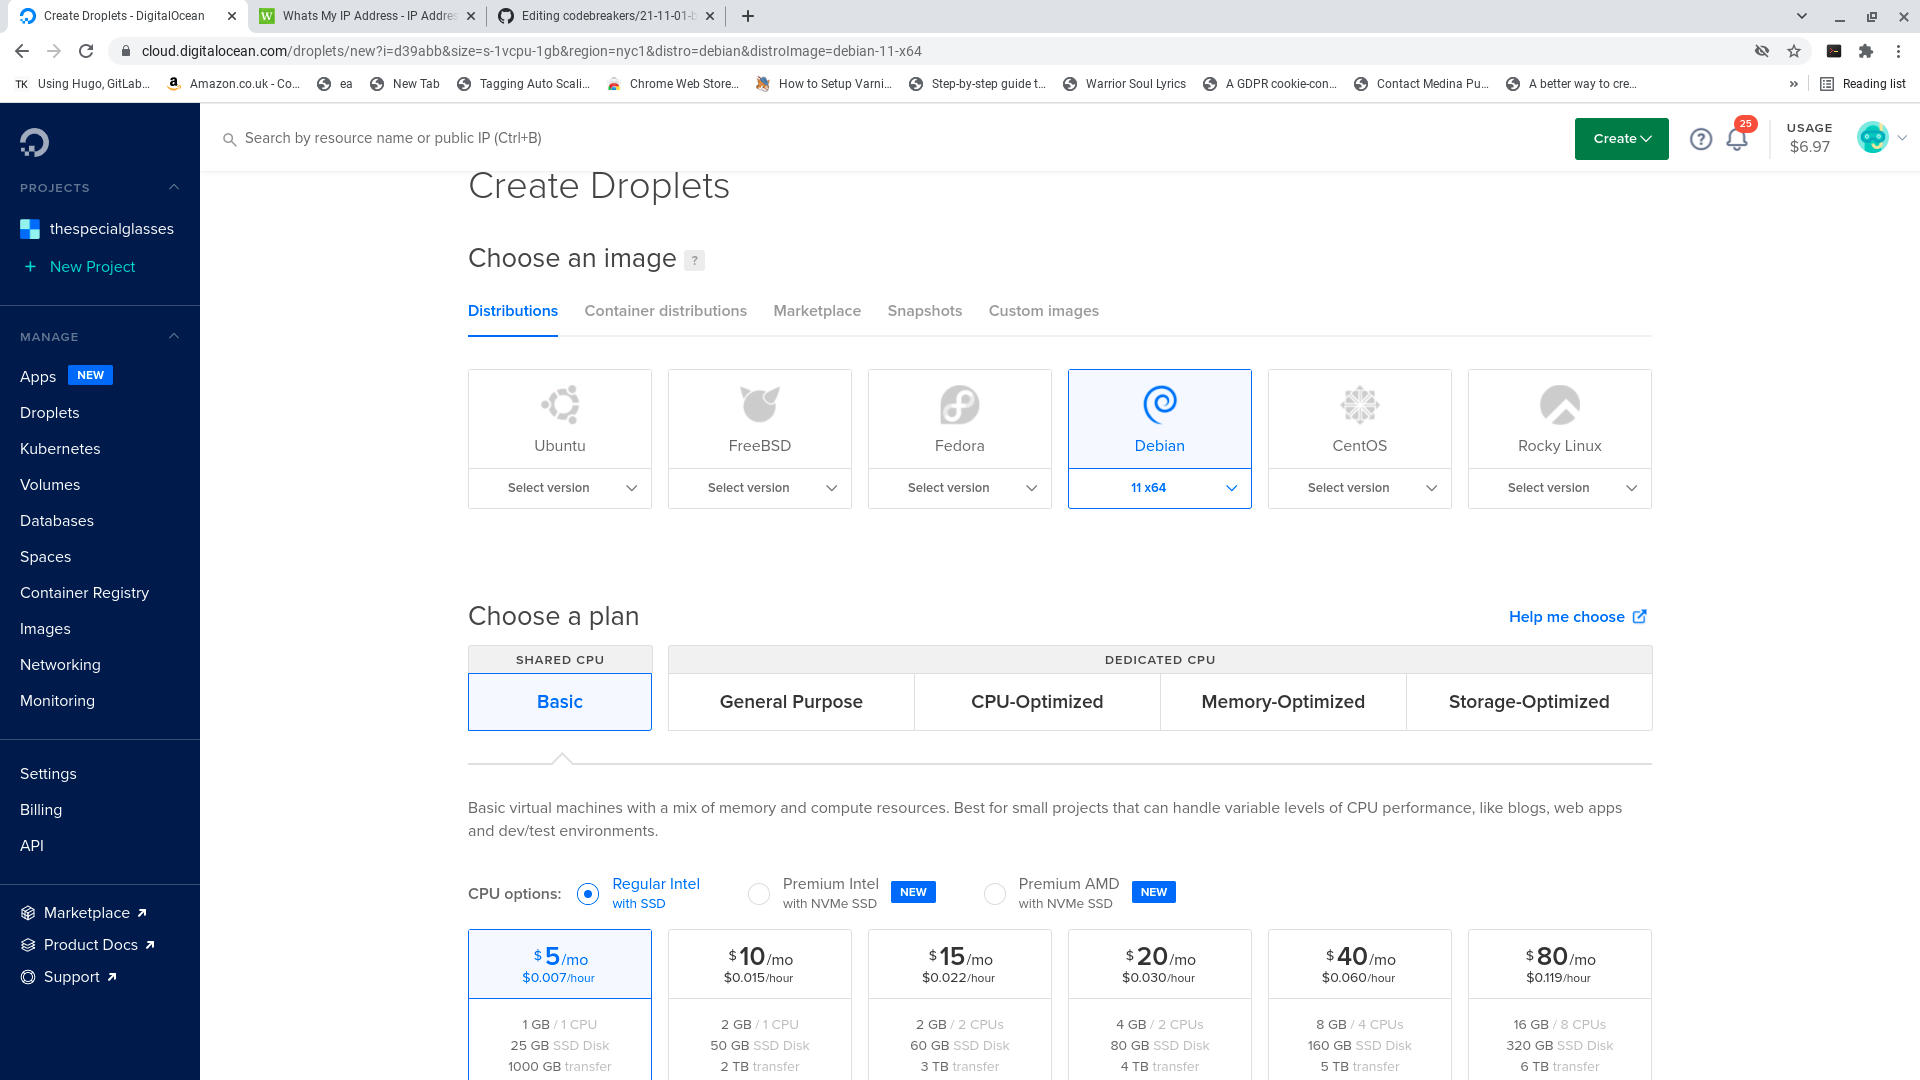 Create Droplets - DigitalOcean
Whats My IP Address - IP Addres
Editing codebreakers/21-11-01-b
cloud.digitalocean.com/droplets/new?i=d39abb&size=s-1vcpu-1gb&region=nyc1&distro=debian&distroImage=debian-11-x64
TK Using Hugo, GitLab…
Amazon.co.uk - Co…
ea
New Tab
Tagging Auto Scali…
Chrome Web Store…
How to Setup Varni…
Step-by-step guide t…
Warrior Soul Lyrics
A GDPR cookie-con…
Contact Medina Pu…
A better way to cre…
»
Reading list
Search by resource name or public IP (Ctrl+B)
Create
?
25
USAGE
$6.97
PROJECTS
thespecialglasses
+ New Project
MANAGE
Apps NEW
Droplets
Kubernetes
Volumes
Databases
Spaces
Container Registry
Images
Networking
Monitoring
Settings
Billing
API
Marketplace
Product Docs
Support
Create Droplets
Choose an image ?
Distributions Container distributions Marketplace Snapshots Custom images
Ubuntu FreeBSD Fedora Debian CentOS Rocky Linux
Select version Select version Select version 11 x64 Select version Select version
Choose a plan
Help me choose
SHARED CPU DEDICATED CPU
Basic General Purpose CPU-Optimized Memory-Optimized Storage-Optimized
Basic virtual machines with a mix of memory and compute resources. Best for small projects that can handle variable levels of CPU performance, like blogs, web apps
and dev/test environments.
CPU options:
Regular Intel
with SSD
Premium Intel NEW
with NVMe SSD
Premium AMD NEW
with NVMe SSD
$5/mo $10/mo $15/mo $20/mo $40/mo $80/mo
$0.007/hour $0.015/hour $0.022/hour $0.030/hour $0.060/hour $0.119/hour
1 GB / 1 CPU 2 GB / 1 CPU 2 GB / 2 CPUs 4 GB / 2 CPUs 8 GB / 4 CPUs 16 GB / 8 CPUs
25 GB SSD Disk 50 GB SSD Disk 60 GB SSD Disk 80 GB SSD Disk 160 GB SSD Disk 320 GB SSD Disk
1000 GB transfer 2 TB transfer 3 TB transfer 4 TB transfer 5 TB transfer 6 TB transfer